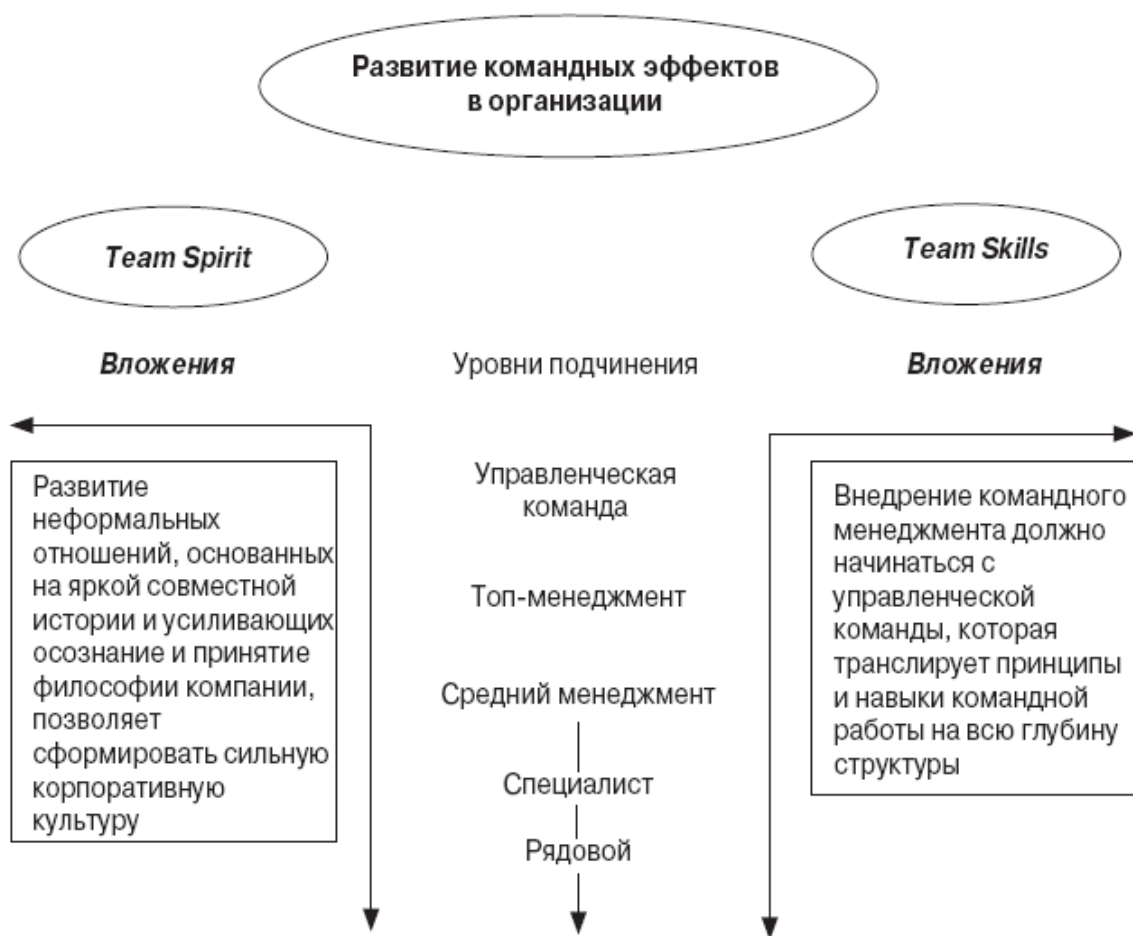 Развитие командных эффектов
в организации
Team Spirit
Team Skills
Вложения
Уровни подчинения
Вложения
Развитие
неформальных
отношений, основанных
на яркой совместной
истории и усиливающих
осознание и принятие
философии компании,
позволяет
сформировать сильную
корпоративную
культуру
Управленческая
команда
Топ-менеджмент
Средний менеджмент
Специалист
Рядовой
Внедрение командного
менеджмента должно
начинаться с
управленческой
команды, которая
транслирует принципы
и навыки командной
работы на всю глубину
структуры